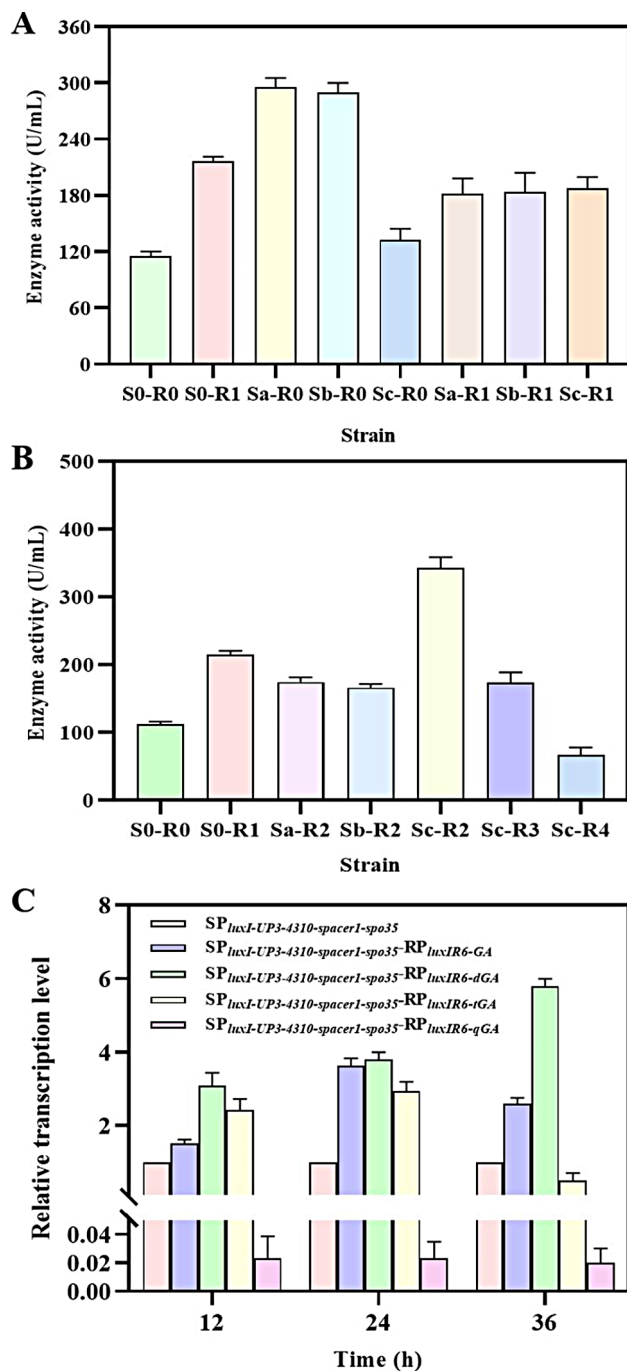 A
Enzyme activity (U/mL)
360
300
240
180
120
60
0
S0-R0 S0-R1 Sa-R0 Sb-R0 Sc-R0 Sa-R1 Sb-R1 Sc-R1
Strain
B
Enzyme activity (U/mL)
500
400
300
200
100
0
S0-R0 S0-R1 Sa-R2 Sb-R2 Sc-R2 Sc-R3 Sc-R4
Strain
C
Relative transcription level
8
6
4
2
0.04
0.02
0.00
SPluxI-UP3-4310-spacer1-spo35
SPluxI-UP3-4310-spacer1-spo35-RPluxIR6-GA
SPluxI-UP3-4310-spacer1-spo35-RPluxIR6-dGA
SPluxI-UP3-4310-spacer1-spo35-RPluxIR6-tGA
SPluxI-UP3-4310-spacer1-spo35-RPluxIR6-qGA
12 24 36
Time (h)